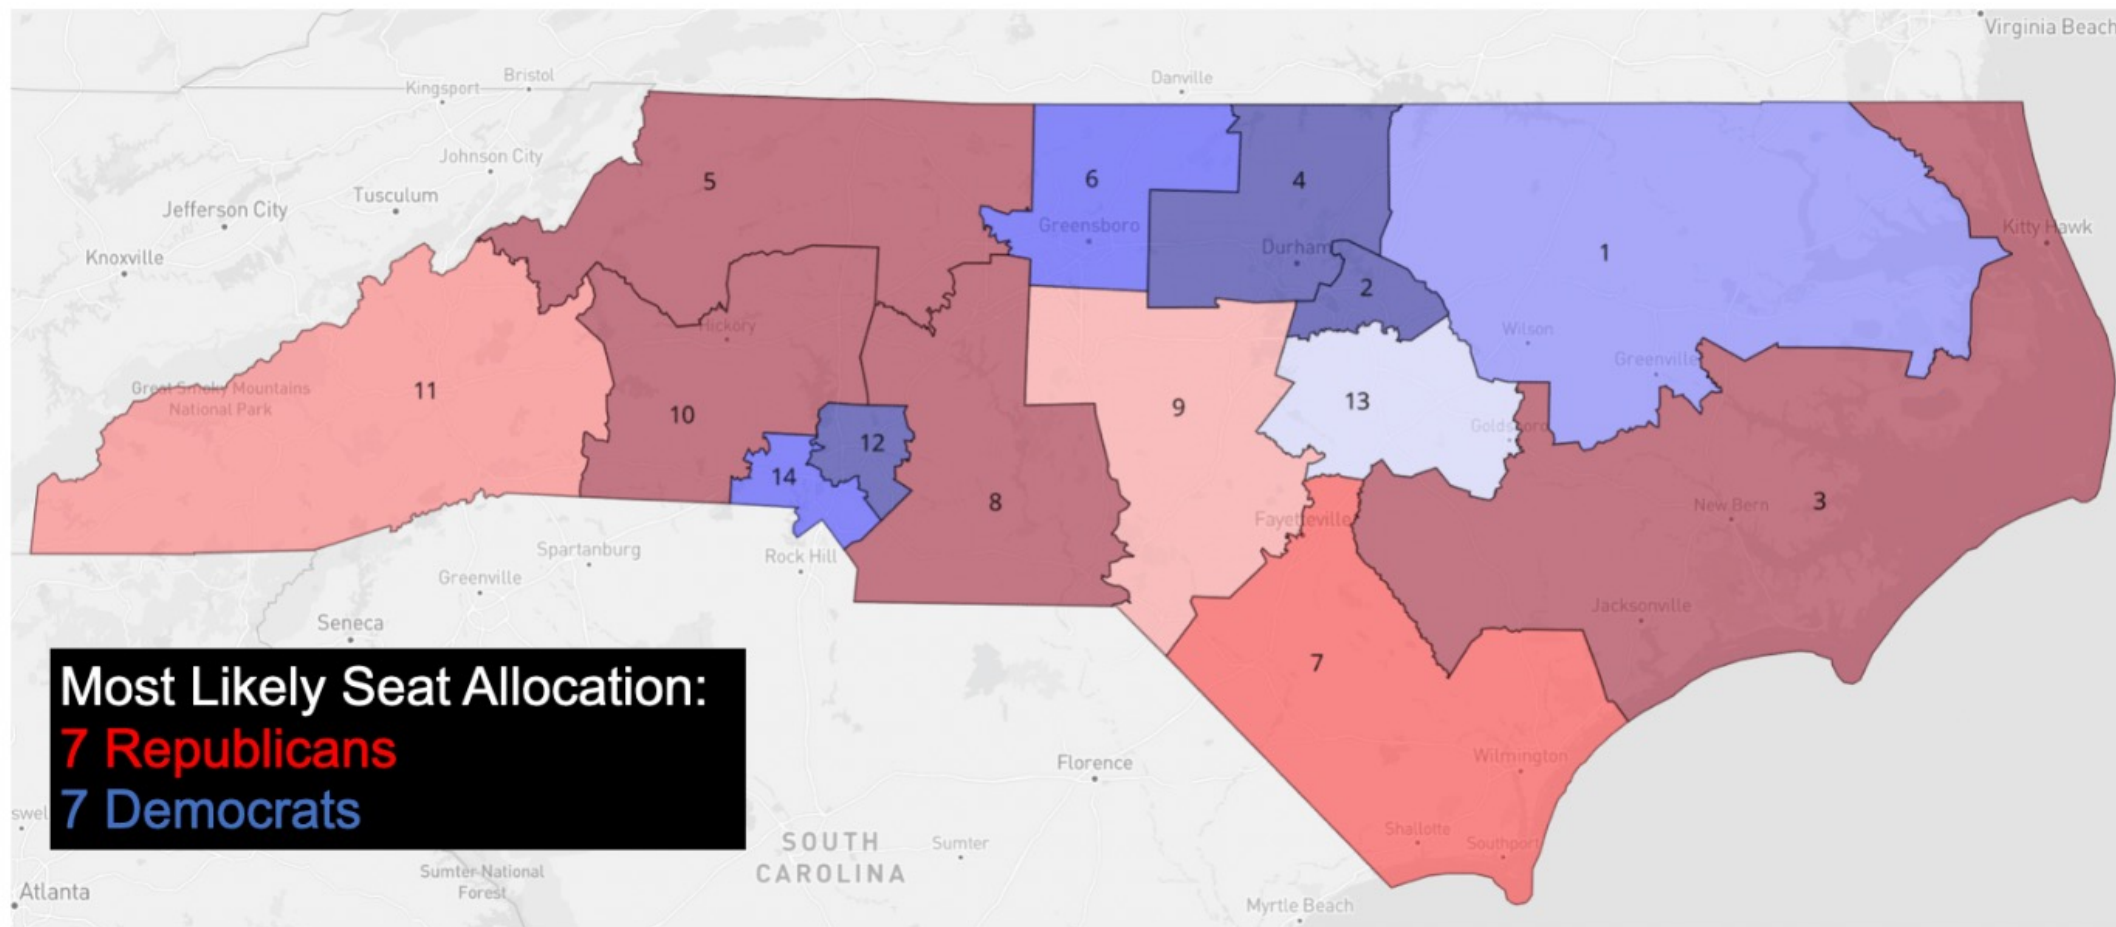 Virginia Beach
Bristol
Danville
Kingsport
Johnson City
5
6
4
Tusculum
Jefferson City
Greensboro
Kitty Hawk
Durham
Knoxville
1
2
Hickory
Wilson
Greenville
Great Smoky Mountains
National Park
11
13
9
10
Goldsboro
12
14
8
3
New Bern
Fayetteville
Spartanburg
Rock Hill
Greenville
Jacksonville
Seneca
7
Most Likely Seat Allocation:
7 Republicans
7 Democrats
Wilmington
Florence
swel
Shallotte
SOUTH
CAROLINA
Sumter
Southport
Sumter National
Forest
Atlanta
Myrtle Beach